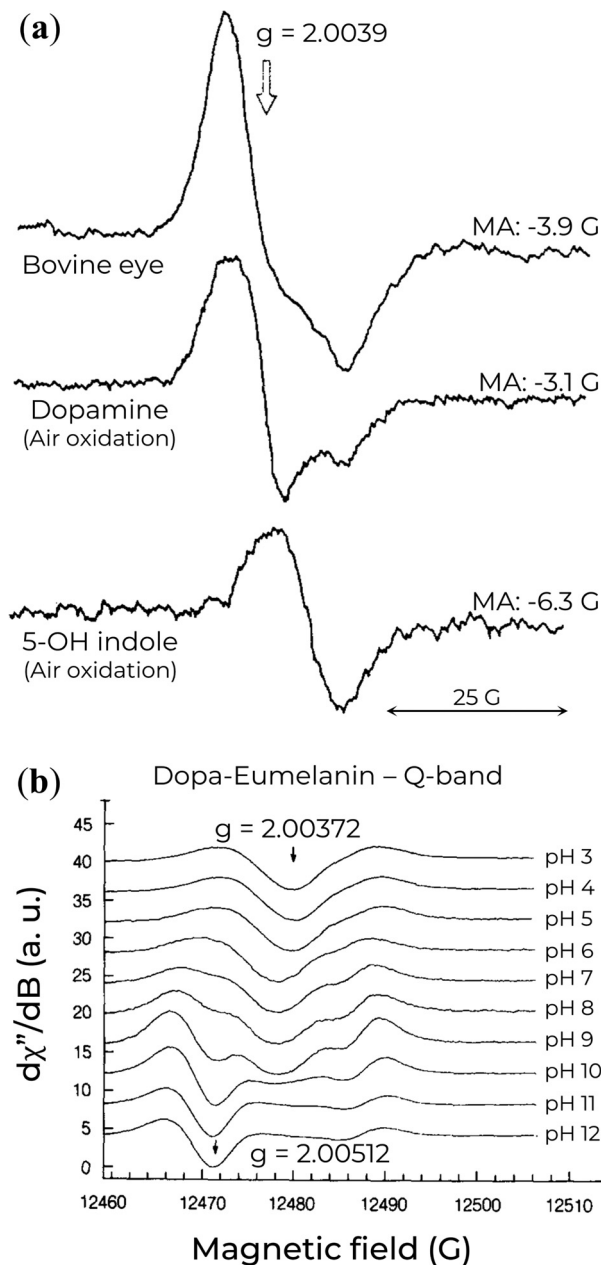 (a)
g = 2.0039
MA: -3.9 G
Bovine eye
MA: -3.1 G
Dopamine
(Air oxidation)
MA: -6.3 G
5-OH indole
(Air oxidation)
25 G
(b)
Dopa-Eumelanin – Q-band
g = 2.00372
dχ”/dB (a. u.)
45
40
35
30
25
20
15
10
5
0
pH 3
pH 4
pH 5
pH 6
pH 7
pH 8
pH 9
pH 10
pH 11
pH 12
g = 2.00512
12460
12470
12480
12490
12500
12510
Magnetic field (G)